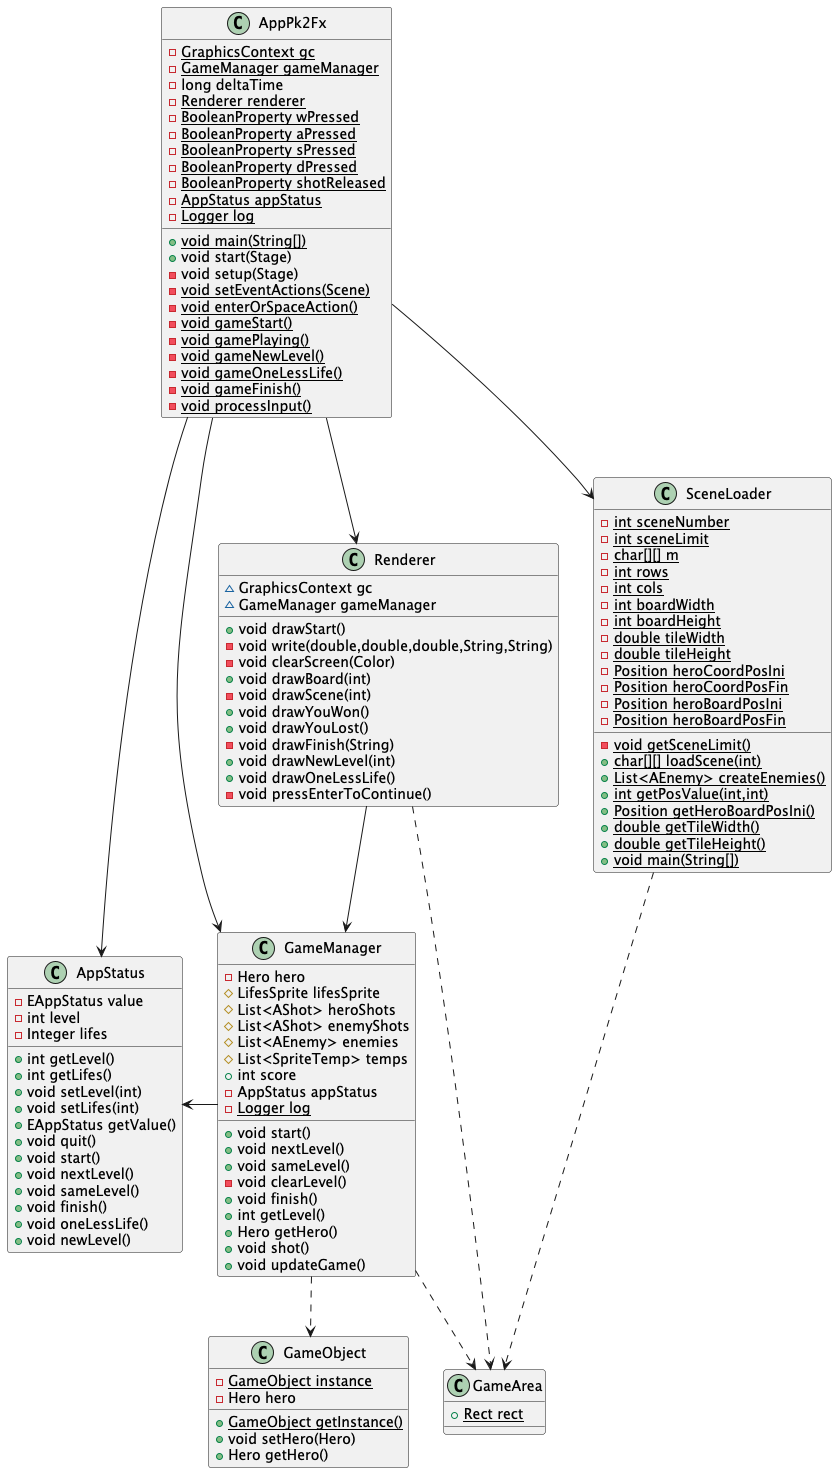 C AppPk2Fx
GraphicsContext gc
GameManager gameManager
long deltaTime
Renderer renderer
BooleanProperty wPressed
BooleanProperty aPressed
BooleanProperty sPressed
BooleanProperty dPressed
BooleanProperty shotReleased
AppStatus appStatus
Logger log
void main(String[])
void start(Stage)
void setup(Stage)
void setEventActions(Scene)
void enterOrSpaceAction()
void gameStart()
void gamePlaying()
void gameNewLevel()
void gameOneLessLife()
void gameFinish()
void processInput()
C SceneLoader
int sceneNumber
int sceneLimit
char[][] m
int rows
int cols
int boardWidth
int boardHeight
double tileWidth
double tileHeight
Position heroCoordPosIni
Position heroCoordPosFin
Position heroBoardPosIni
Position heroBoardPosFin
void getSceneLimit()
char[][] loadScene(int)
List<AEnemy> createEnemies()
int getPosValue(int,int)
Position getHeroBoardPosIni()
double getTileWidth()
double getTileHeight()
void main(String[])
C Renderer
GraphicsContext gc
GameManager gameManager
void drawStart()
void write(double,double,double,String,String)
void clearScreen(Color)
void drawBoard(int)
void drawScene(int)
void drawYouWon()
void drawYouLost()
void drawFinish(String)
void drawNewLevel(int)
void drawOneLessLife()
void pressEnterToContinue()
C AppStatus
EAppStatus value
int level
Integer lifes
int getLevel()
int getLifes()
void setLevel(int)
void setLifes(int)
EAppStatus getValue()
void quit()
void start()
void nextLevel()
void sameLevel()
void finish()
void oneLessLife()
void newLevel()
C GameManager
Hero hero
LifesSprite lifesSprite
List<AShot> heroShots
List<AShot> enemyShots
List<AEnemy> enemies
List<SpriteTemp> temps
int score
AppStatus appStatus
Logger log
void start()
void nextLevel()
void sameLevel()
void clearLevel()
void finish()
int getLevel()
Hero getHero()
void shot()
void updateGame()
C GameObject
GameObject instance
Hero hero
GameObject getInstance()
void setHero(Hero)
Hero getHero()
C GameArea
Rect rect